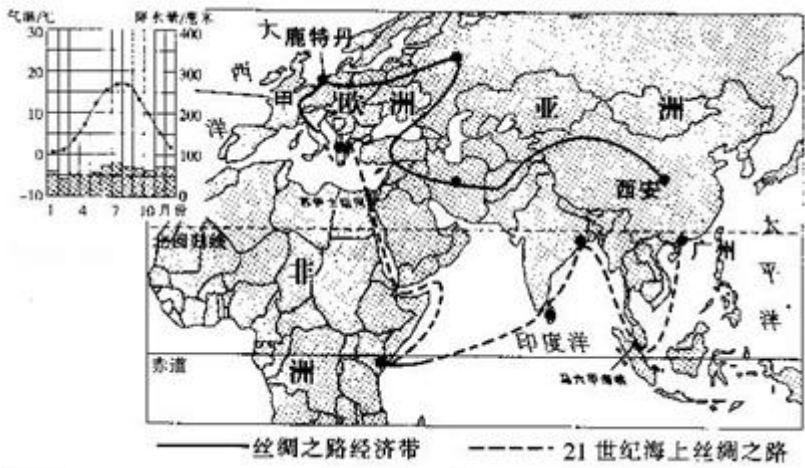 气温/℃ 降水量/毫米
30 400
20 300
15
10 200
0 100
-10 0
1 4 7 10 月份
大
西
洋
鹿特丹
甲
欧 洲
亚 洲
西安
北回归线
非
洲
广州
太
平
洋
印度洋
赤道
马六甲海峡
丝绸之路经济带
21世纪海上丝绸之路